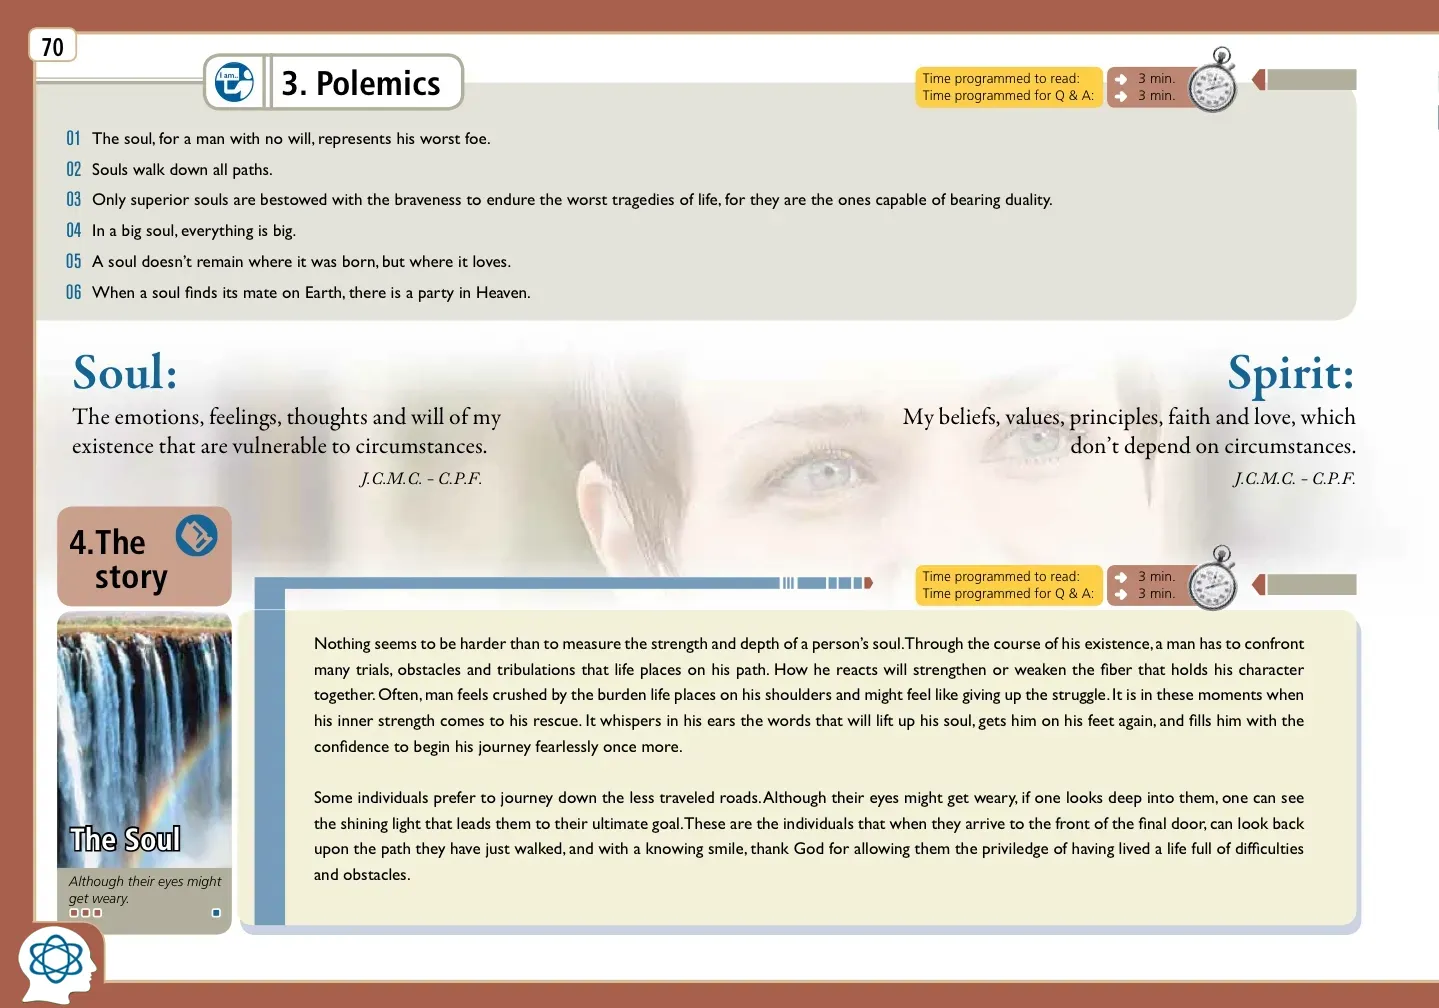 70
I am..
3. Polemics
Time programmed to read: 3 min.
Time programmed for Q & A: 3 min.
01 The soul, for a man with no will, represents his worst foe.
02 Souls walk down all paths.
03 Only superior souls are bestowed with the braveness to endure the worst tragedies of life, for they are the ones capable of bearing duality.
04 In a big soul, everything is big.
05 A soul doesn't remain where it was born, but where it loves.
06 When a soul finds its mate on Earth, there is a party in Heaven.
Soul:
The emotions, feelings, thoughts and will of my
existence that are vulnerable to circumstances.
J.C.M.C. - C.P.F.
Spirit:
My beliefs, values, principles, faith and love, which
don't depend on circumstances.
J.C.M.C. - C.P.F.
4.The
story
Time programmed to read: 3 min.
Time programmed for Q & A: 3 min.
Nothing seems to be harder than to measure the strength and depth of a person's soul.Through the course of his existence, a man has to confront
many trials, obstacles and tribulations that life places on his path. How he reacts will strengthen or weaken the fiber that holds his character
together. Often, man feels crushed by the burden life places on his shoulders and might feel like giving up the struggle. It is in these moments when
his inner strength comes to his rescue. It whispers in his ears the words that will lift up his soul, gets him on his feet again, and fills him with the
confidence to begin his journey fearlessly once more.
Some individuals prefer to journey down the less traveled roads.Although their eyes might get weary, if one looks deep into them, one can see
the shining light that leads them to their ultimate goal.These are the individuals that when they arrive to the front of the final door, can look back
upon the path they have just walked, and with a knowing smile, thank God for allowing them the priviledge of having lived a life full of difficulties
and obstacles.
The Soul
Although their eyes might
get weary.